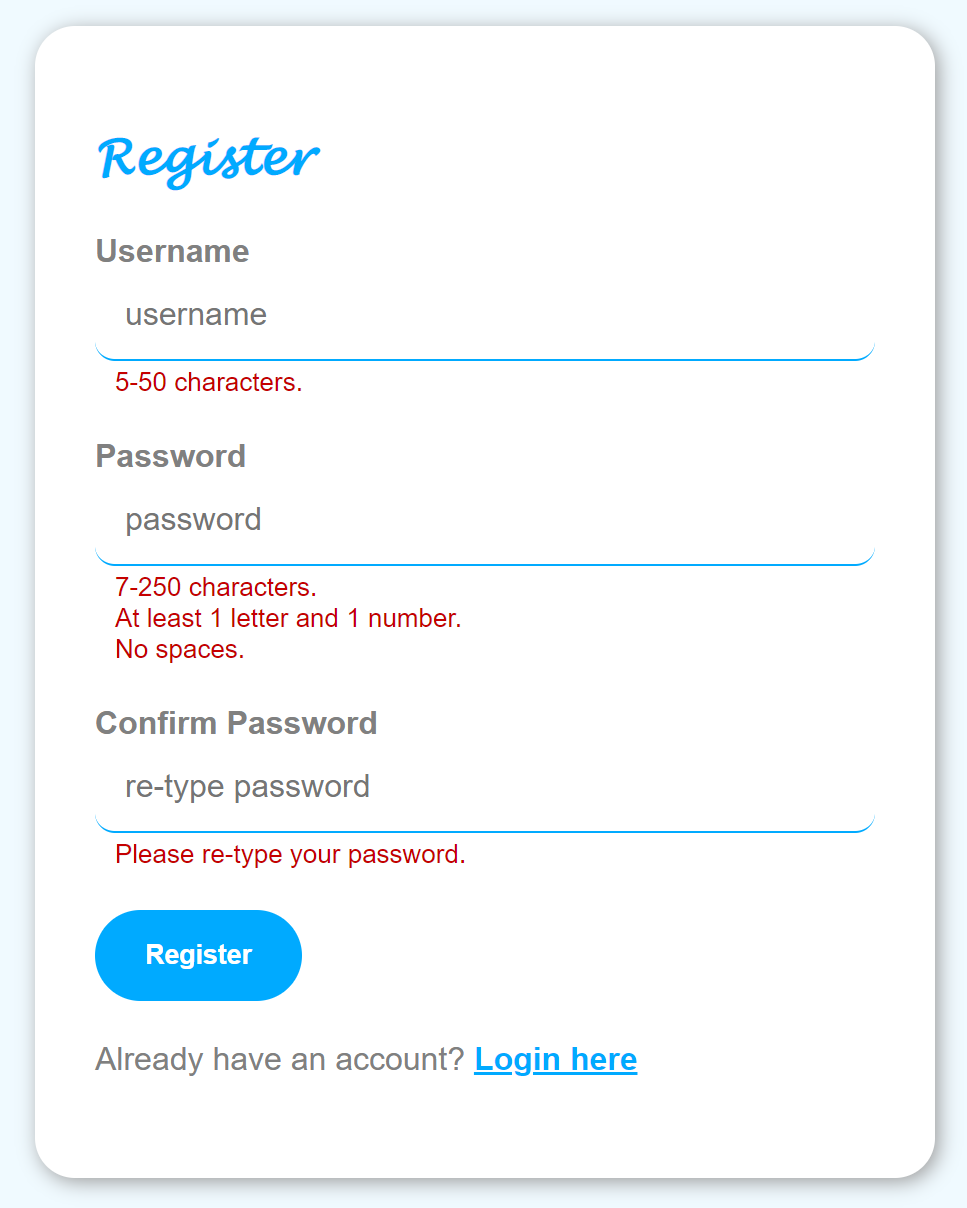 Register
Username
username
5-50 characters.
Password
password
7-250 characters.
At least 1 letter and 1 number.
No spaces.
Confirm Password
re-type password
Please re-type your password.
Register
Already have an account? Login here